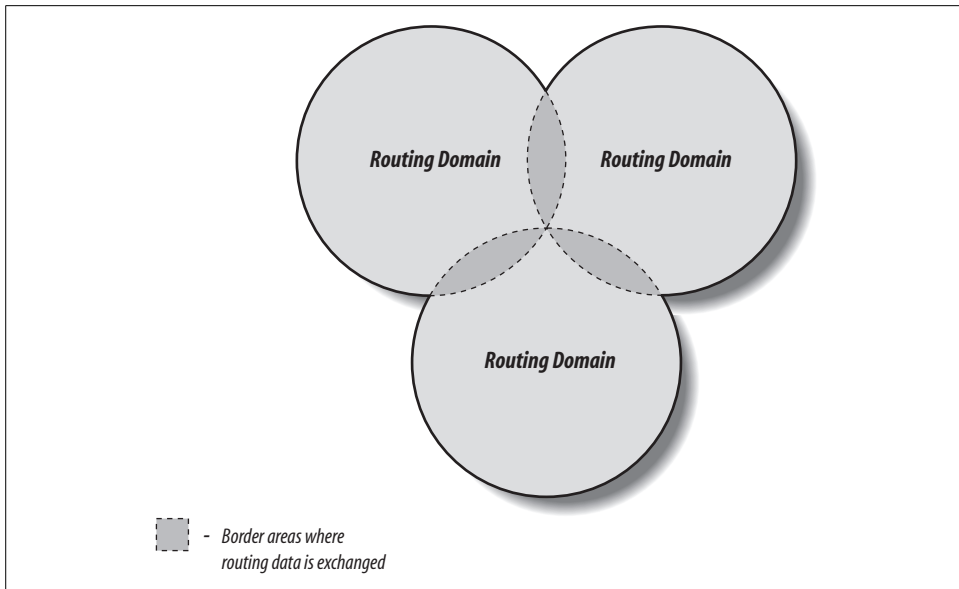 Routing Domain
Routing Domain
Routing Domain
- Border areas where
routing data is exchanged